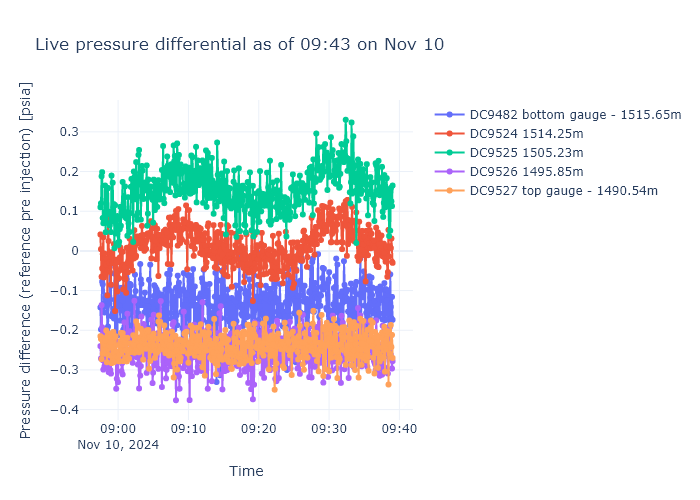 Live pressure differential as of 09:43 on Nov 10
Pressure difference (reference pre injection) [psia]
0.3
0.2
0.1
0
−0.1
−0.2
−0.3
−0.4
09:00
Nov 10, 2024
09:10
09:20
09:30
09:40
Time
DC9482 bottom gauge - 1515.65m
DC9524 1514.25m
DC9525 1505.23m
DC9526 1495.85m
DC9527 top gauge - 1490.54m